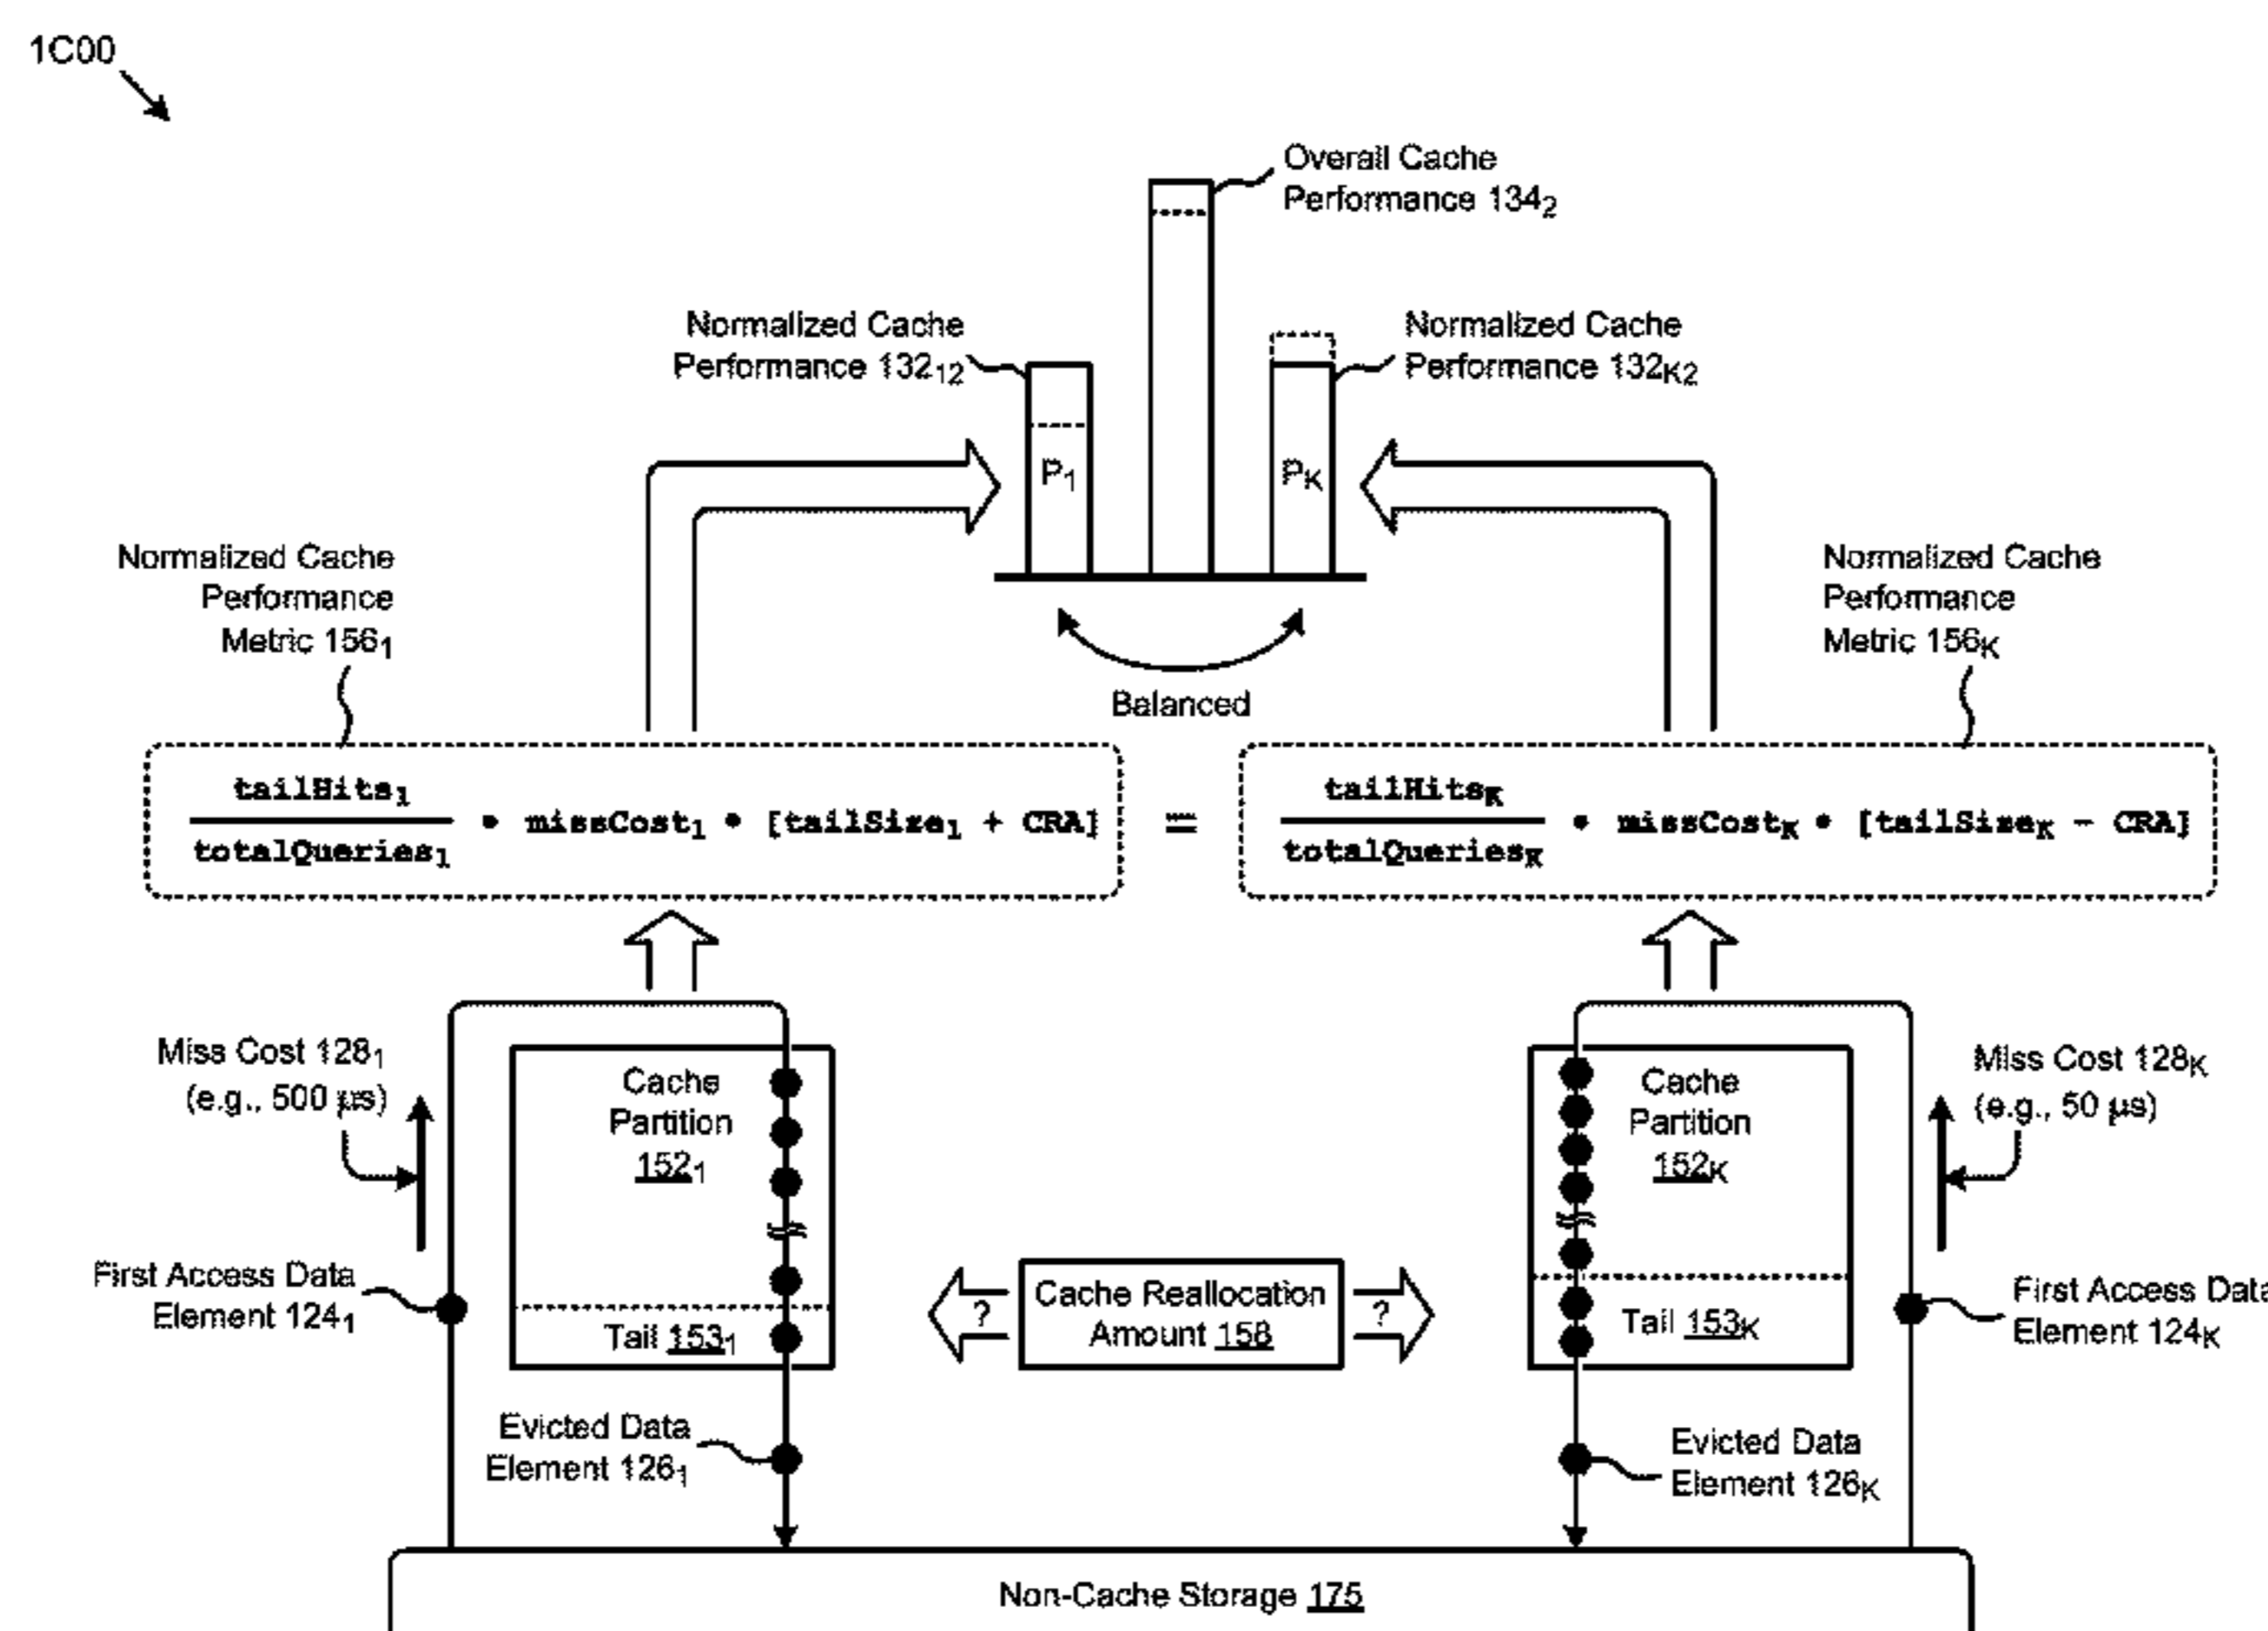 1C00
Overall Cache
Performance 134₂
Normalized Cache
Performance 132₁₂
Normalized Cache
Performance 132ₖ₂
P₁
Pₖ
Normalized Cache
Performance
Metric 156₁
Normalized Cache
Performance
Metric 156ₖ
Balanced
tailHits₁
totalQueries₁
• missCost₁ • [tailSize₁ + CRA]
=
tailHitsₖ
totalQueriesₖ
• missCostₖ • [tailSizeₖ - CRA]
Miss Cost 128₁
(e.g., 500 µs)
Cache
Partition
152₁
Cache
Partition
152ₖ
Miss Cost 128ₖ
(e.g., 50 µs)
First Access Data
Element 124₁
Tail 153₁
?
Cache Reallocation
Amount 158
?
Tail 153ₖ
First Access Data
Element 124ₖ
Evicted Data
Element 126₁
Evicted Data
Element 126ₖ
Non-Cache Storage 175